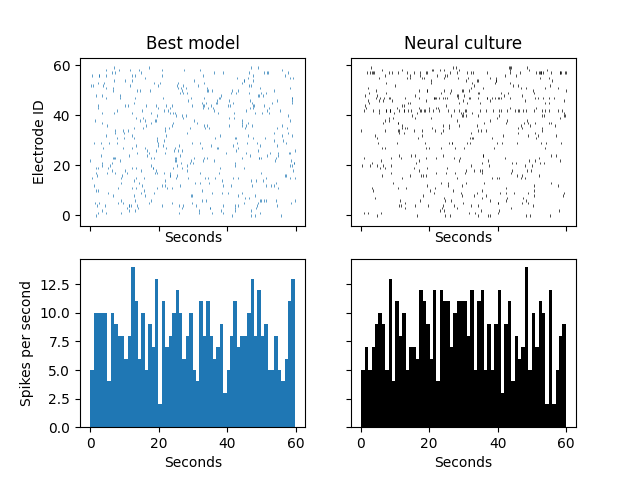 Best model
Neural culture
60
40
20
0
Electrode ID
Seconds
Seconds
12.5
10.0
7.5
5.0
2.5
0.0
Spikes per second
0 20 40 60
0 20 40 60
Seconds
Seconds